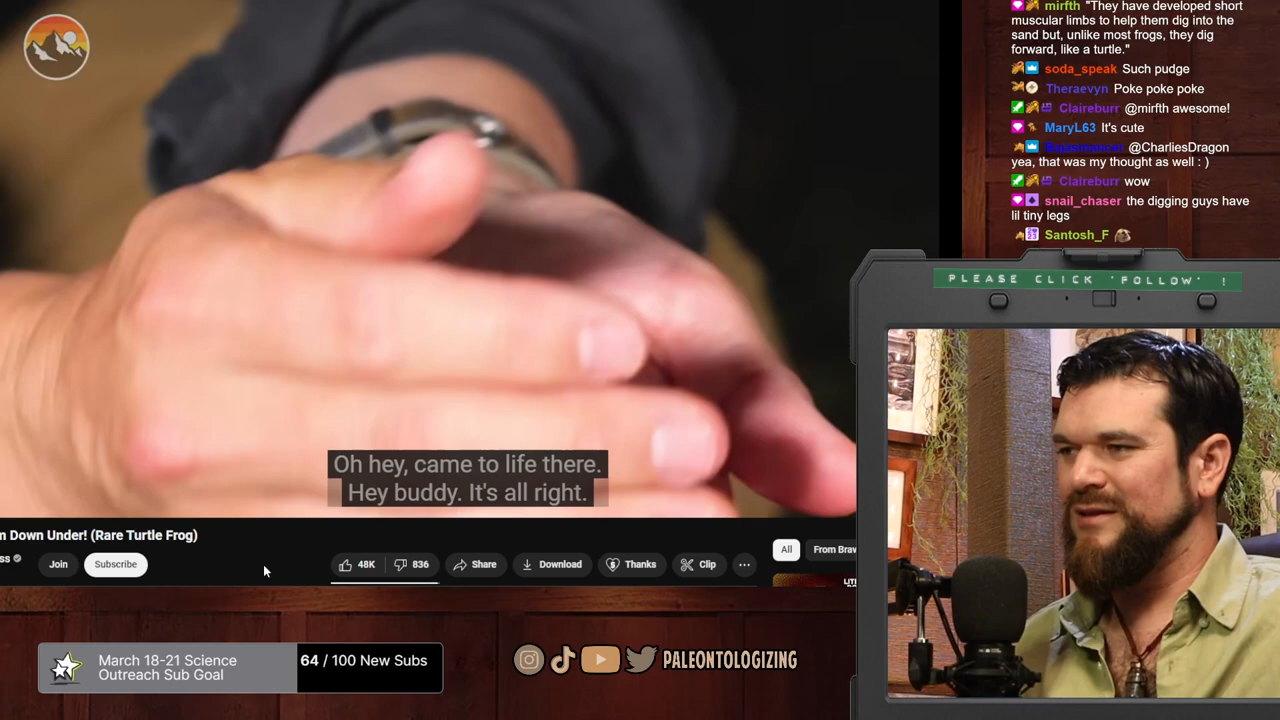 mirfth "They have developed short
muscular limbs to help them dig into the
sand but, unlike most frogs, they dig
forward, like a turtle."
soda_speak Such pudge
Theraevyn Poke poke poke
Claireburr @mirfth awesome!
MaryL63 It's cute
@CharliesDragon
yea, that was my thought as well : )
Claireburr wow
snail_chaser the digging guys have
lil tiny legs
Santosh_F
PLEASE CLICK 'FOLLOW' !
Oh hey, came to life there.
Hey buddy. It's all right.
m Down Under! (Rare Turtle Frog)
ss
Join
Subscribe
48K
836
Share
Download
Thanks
Clip
All
From Brav
March 18-21 Science
Outreach Sub Goal
64 / 100 New Subs
PALEONTOLOGIZING